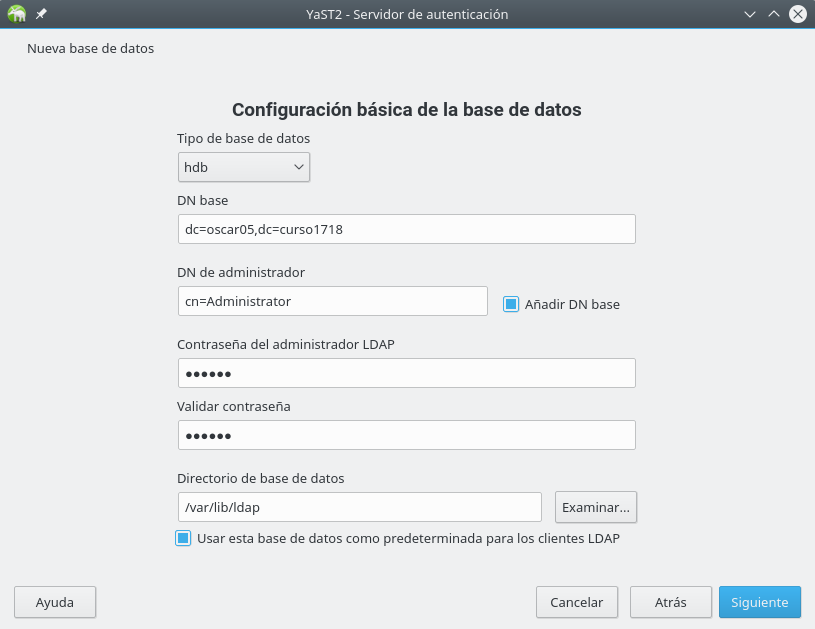 YaST2 - Servidor de autenticación
Nueva base de datos
Configuración básica de la base de datos
Tipo de base de datos
hdb
DN base
dc=oscar05,dc=curso1718
DN de administrador
cn=Administrator
Añadir DN base
Contraseña del administrador LDAP
●●●●●●
Validar contraseña
●●●●●●
Directorio de base de datos
/var/lib/ldap
Examinar...
Usar esta base de datos como predeterminada para los clientes LDAP
Ayuda
Cancelar
Atrás
Siguiente